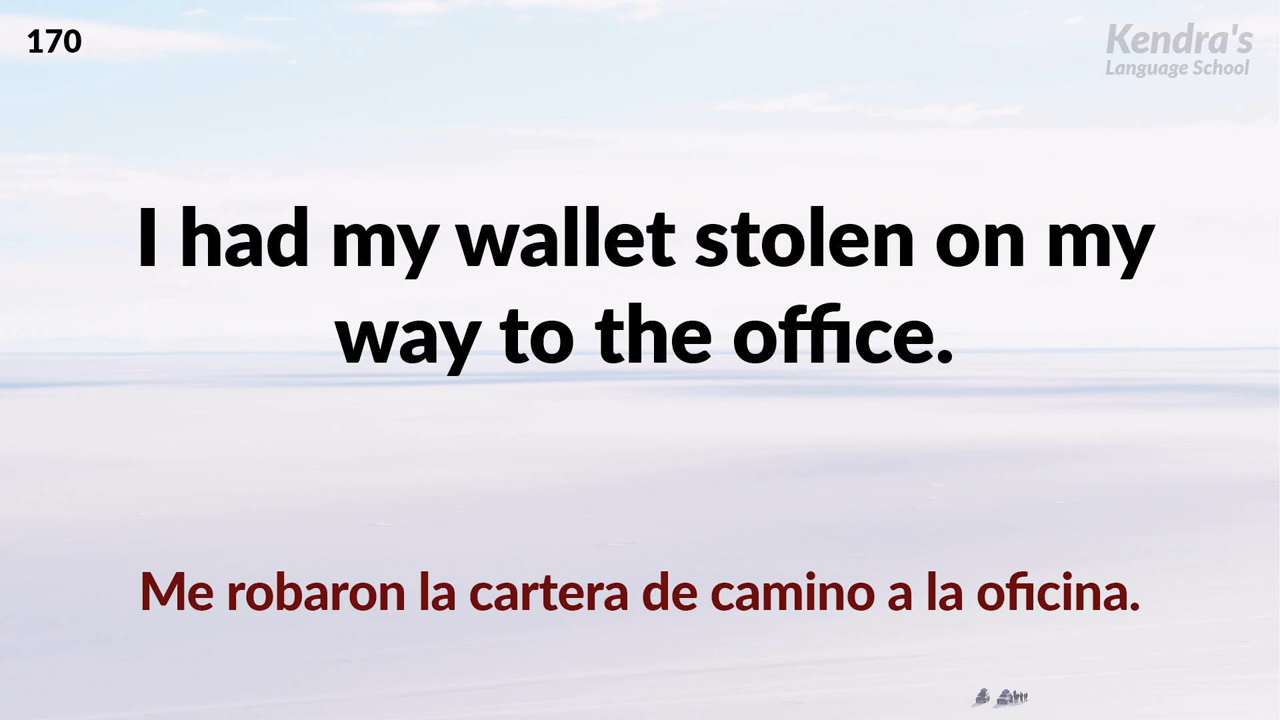 170
Kendra's
Language School
I had my wallet stolen on my
way to the office.
Me robaron la cartera de camino a la oficina.